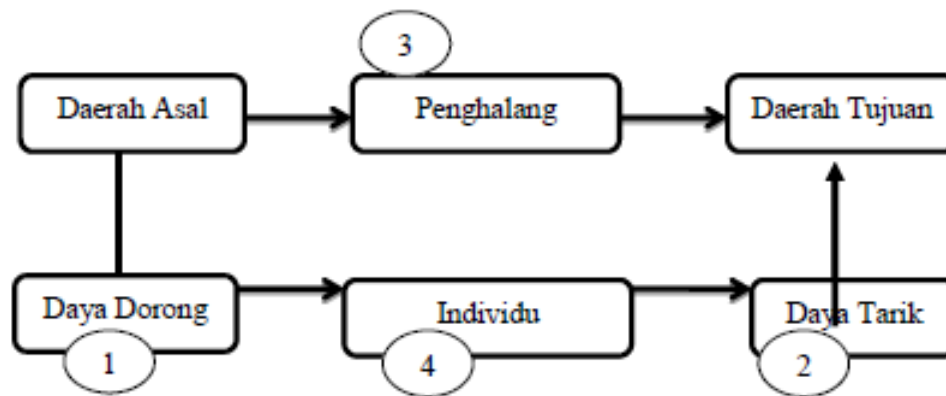 3
Daerah Asal
Penghalang
Daerah Tujuan
Daya Dorong
Individu
Daya Tarik
1
4
2